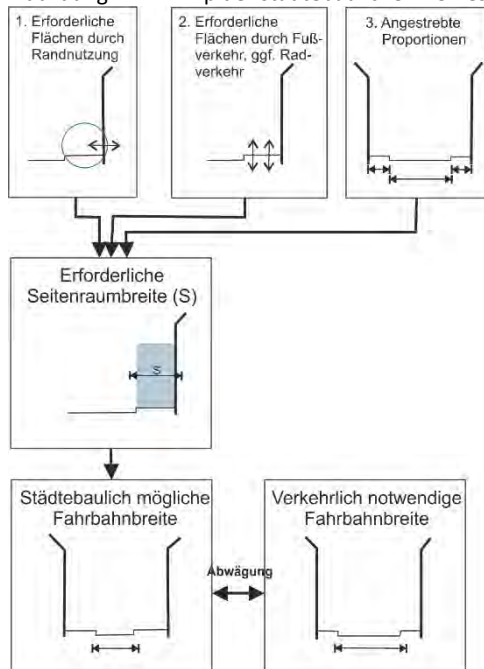 1. Erforderliche
Flächen durch
Randnutzung
2. Erforderliche
Flächen durch Fuß-
verkehr, ggf. Rad-
verkehr
3. Angestrebte
Proportionen
Erforderliche
Seitenraumbreite (S)
S
Städtebaulich mögliche
Fahrbahnbreite
Abwägung
Verkehrlich notwendige
Fahrbahnbreite